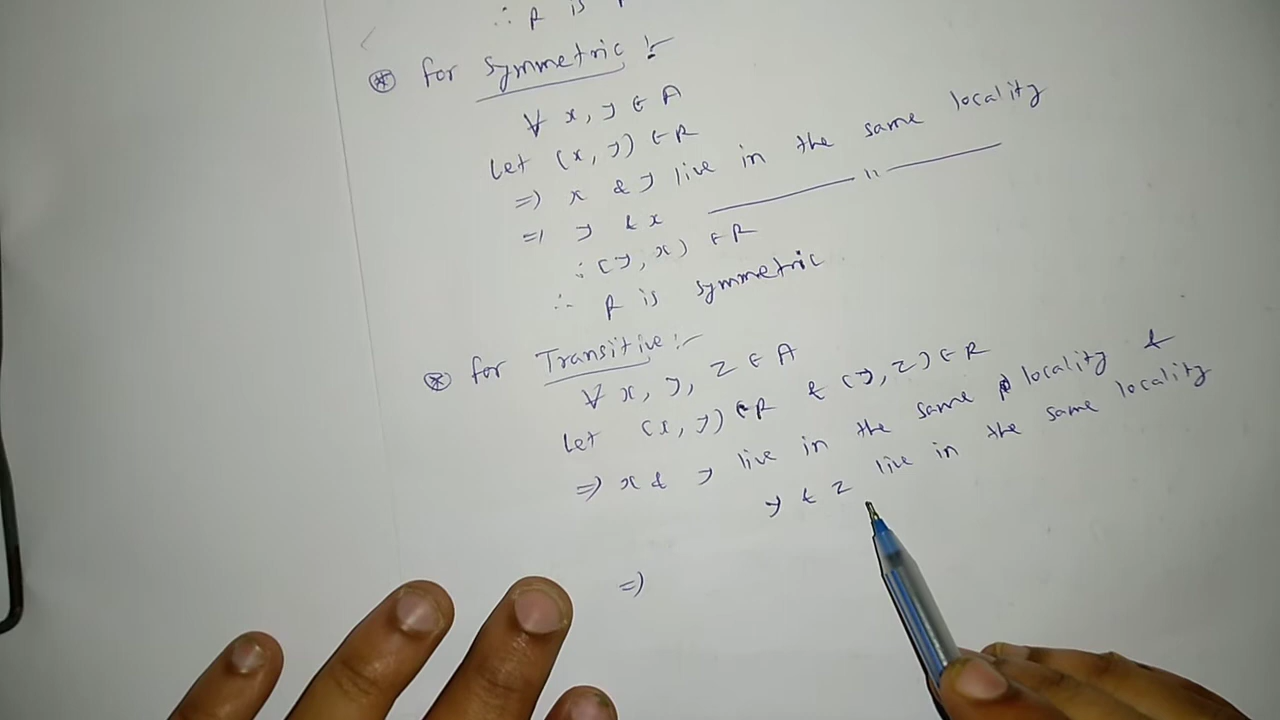 ∴ R is
⊛ for Symmetric :-
∀ x, y ∈ A
Let (x, y) ∈ R
=) x & y live in the same locality
=) y & x ——— " ———
∴ (y, x) ∈ R
∴ R is symmetric.
⊛ for Transitive :-
∀ x, y, z ∈ A
Let (x, y) ∈ R & (y, z) ∈ R
=) x & y live in the same locality &
y & z live in the same locality
=)